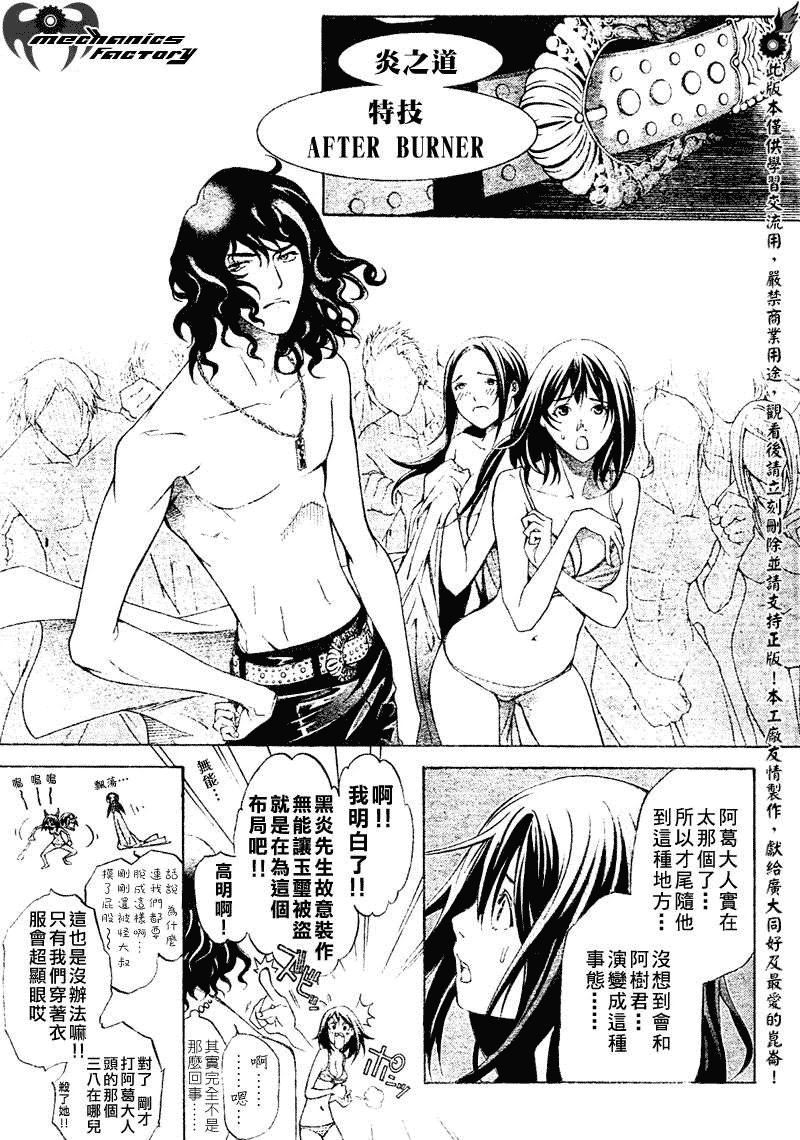 mechanics
Factory
炎之道
特技
AFTER BURNER
此版本僅供學習交流用，嚴禁商業用途，觀看後請立刻刪除並請支持正版！本工廠友情製作，獻給廣大同好及最愛的崑崙！
阿葛大人實在
太那個了…
所以才尾隨他
到這種地方…
沒想到會和
阿樹君…
演變成這種
事態……
啊!!
我明白了!!
黑炎先生故意裝作
無能讓玉璽被盜
就是在為這個
布局吧!!
高明啊!
無能…
ズビッ
ズビッ
ポニッ
啊……
……嗯
其實完全不是
那麼回事……
飄蕩…
嗚
嗚
嗚
話說 為什麼
連我們都要
脫成這樣啊…
剛剛還被怪大叔
摸了屁股~
這也是沒辦法嘛!!
只有我們穿著衣
服會超顯眼哎
對了 剛才
打阿葛大人
頭的那個
三八在哪兒
殺了她!!